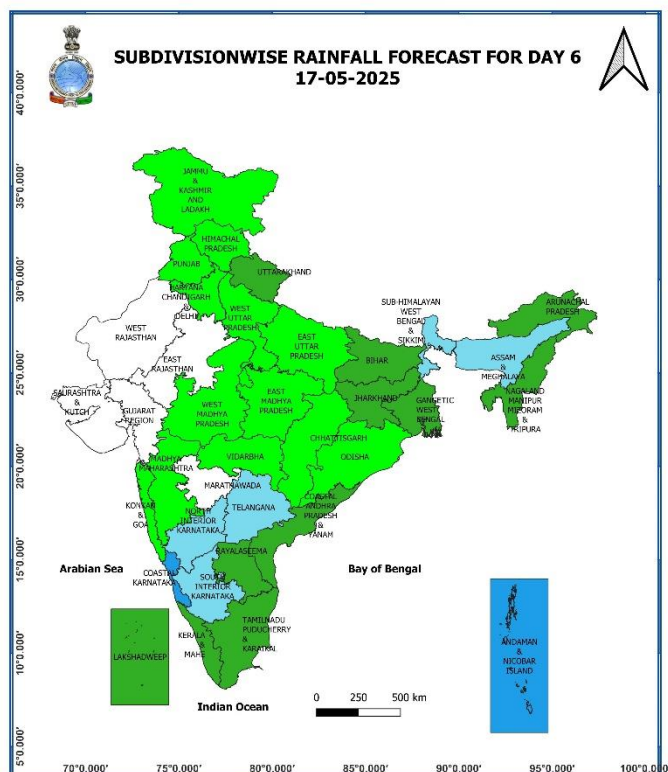 SUBDIVISIONWISE RAINFALL FORECAST FOR DAY 6
17-05-2025
40°0.000'
35°0.000'
30°0.000'
25°0.000'
20°0.000'
15°0.000'
10°0.000'
5°0.000'
JAMMU
&
KASHMIR
AND
LADAKH
HIMACHAL
PRADESH
PUNJAB
UTTARAKHAND
HARYANA
CHANDIGARH
&
DELHI
WEST
UTTAR
PRADESH
WEST
RAJASTHAN
EAST
RAJASTHAN
EAST
UTTAR
PRADESH
SUB-HIMALAYAN
WEST
BENGAL
&
SIKKIM
ARUNACHAL
PRADESH
ASSAM
&
MEGHALAYA
NAGALAND
MANIPUR
MIZORAM
&
TRIPURA
BIHAR
JHARKHAND
GANGETIC
WEST
BENGAL
SAURASHTRA
&
KUTCH
GUJARAT
REGION
WEST
MADHYA
PRADESH
EAST
MADHYA
PRADESH
CHHATTISGARH
ODISHA
VIDARBHA
MADHYA
MAHARASHTRA
MARATHAWADA
KONKAN
&
GOA
TELANGANA
COASTAL
ANDHRA
PRADESH
&
YANAM
NORTH
INTERIOR
KARNATAKA
RAYALASEEMA
COASTAL
KARNATAKA
SOUTH
INTERIOR
KARNATAKA
TAMILNADU
PUDUCHERRY
&
KARAIKAL
KERALA
&
MAHE
LAKSHADWEEP
ANDAMAN
&
NICOBAR
ISLAND
Arabian Sea
Bay of Bengal
Indian Ocean
0 250 500 km
70°0.000' 75°0.000' 80°0.000' 85°0.000' 90°0.000' 95°0.000' 100°0.000'